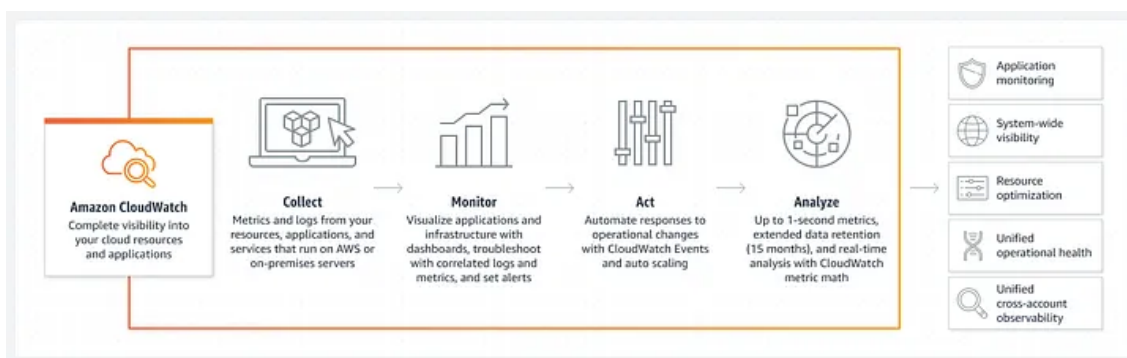 Amazon CloudWatch
Complete visibility into
your cloud resources
and applications
Collect
Metrics and logs from your
resources, applications, and
services that run on AWS or
on-premises servers
Monitor
Visualize applications and
infrastructure with
dashboards, troubleshoot
with correlated logs and
metrics, and set alerts
Act
Automate responses to
operational changes
with CloudWatch Events
and auto scaling
Analyze
Up to 1-second metrics,
extended data retention
(15 months), and real-time
analysis with CloudWatch
metric math
Application
monitoring
System-wide
visibility
Resource
optimization
Unified
operational health
Unified
cross-account
observability